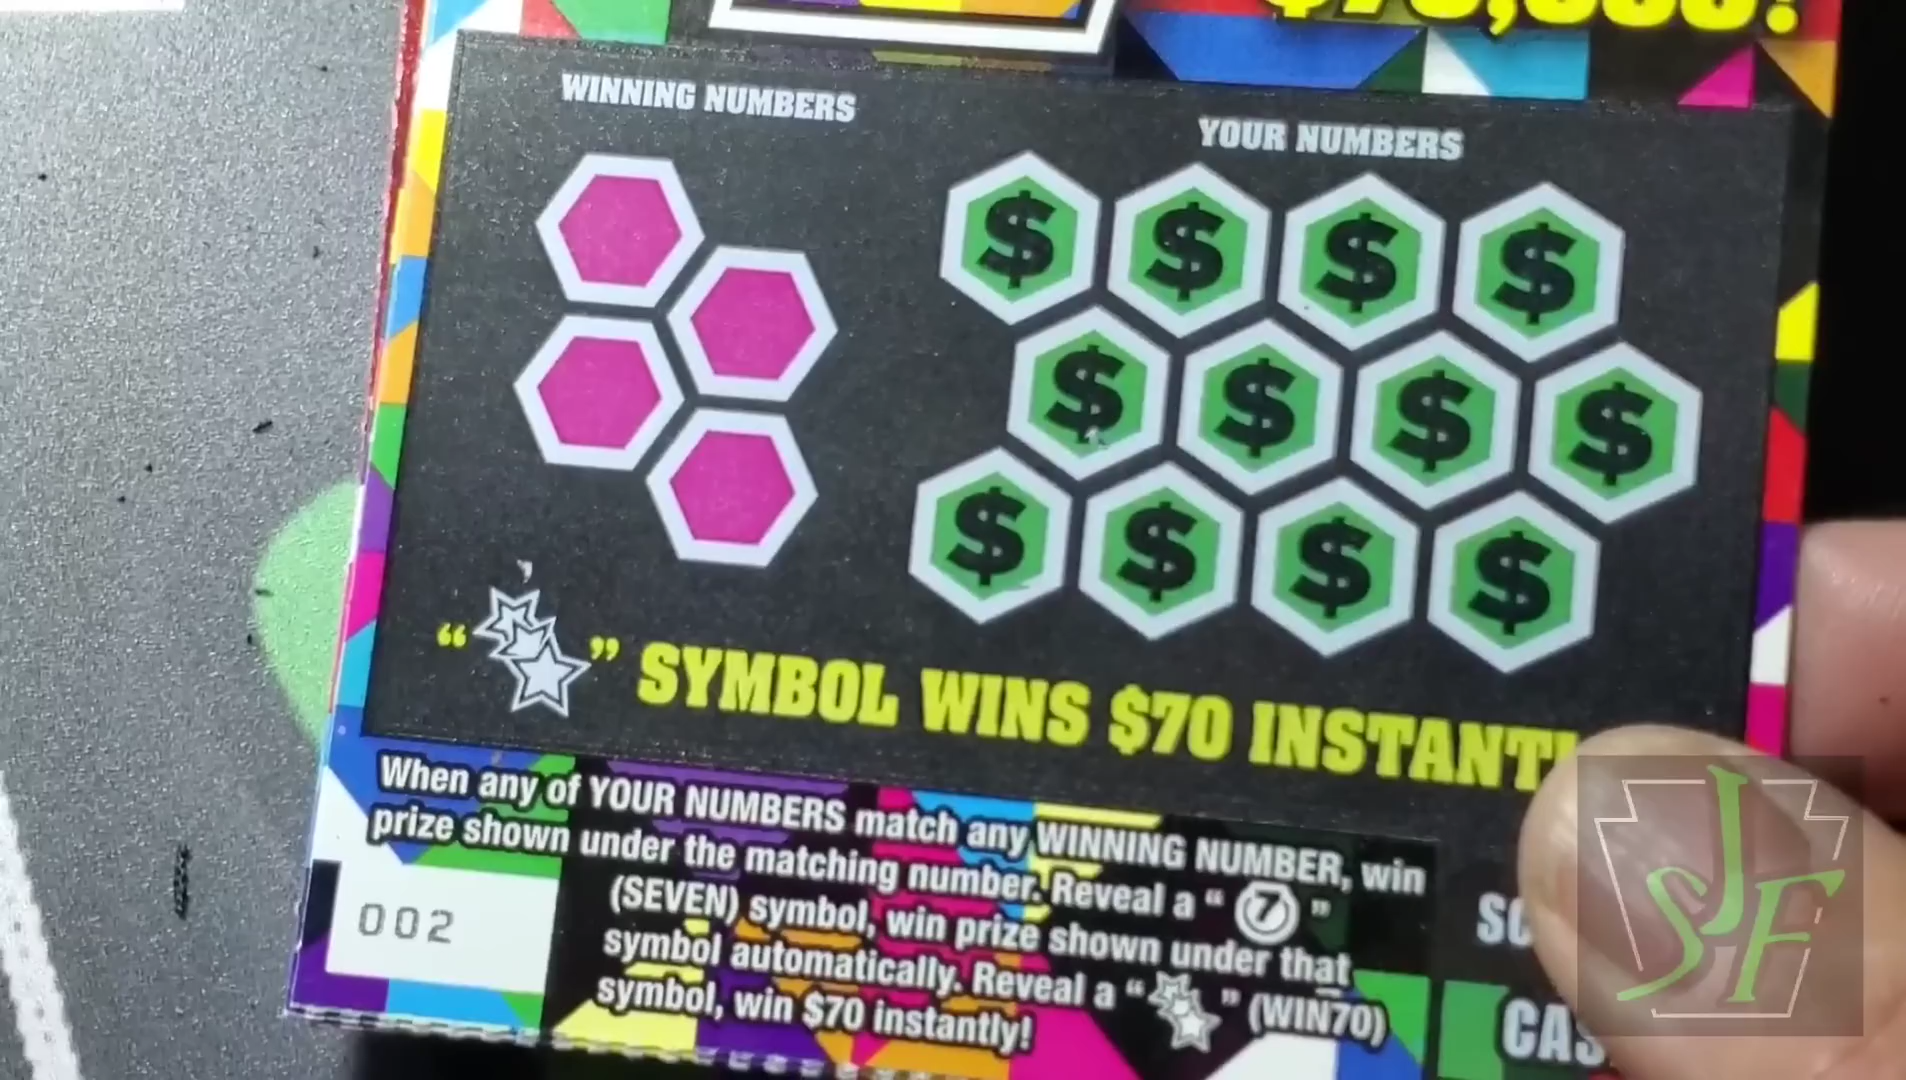 WINNING NUMBERS
YOUR NUMBERS
$ $ $ $
$ $ $ $
$ $ $ $
“ ” SYMBOL WINS $70
When any of YOUR NUMBERS match any WINNING NUMBER, win
prize shown under the matching number. Reveal a “ 7 ”
(SEVEN) symbol, win prize shown under that
symbol automatically. Reveal a “ ” (WIN70)
symbol, win $70 instantly!
002
SJF